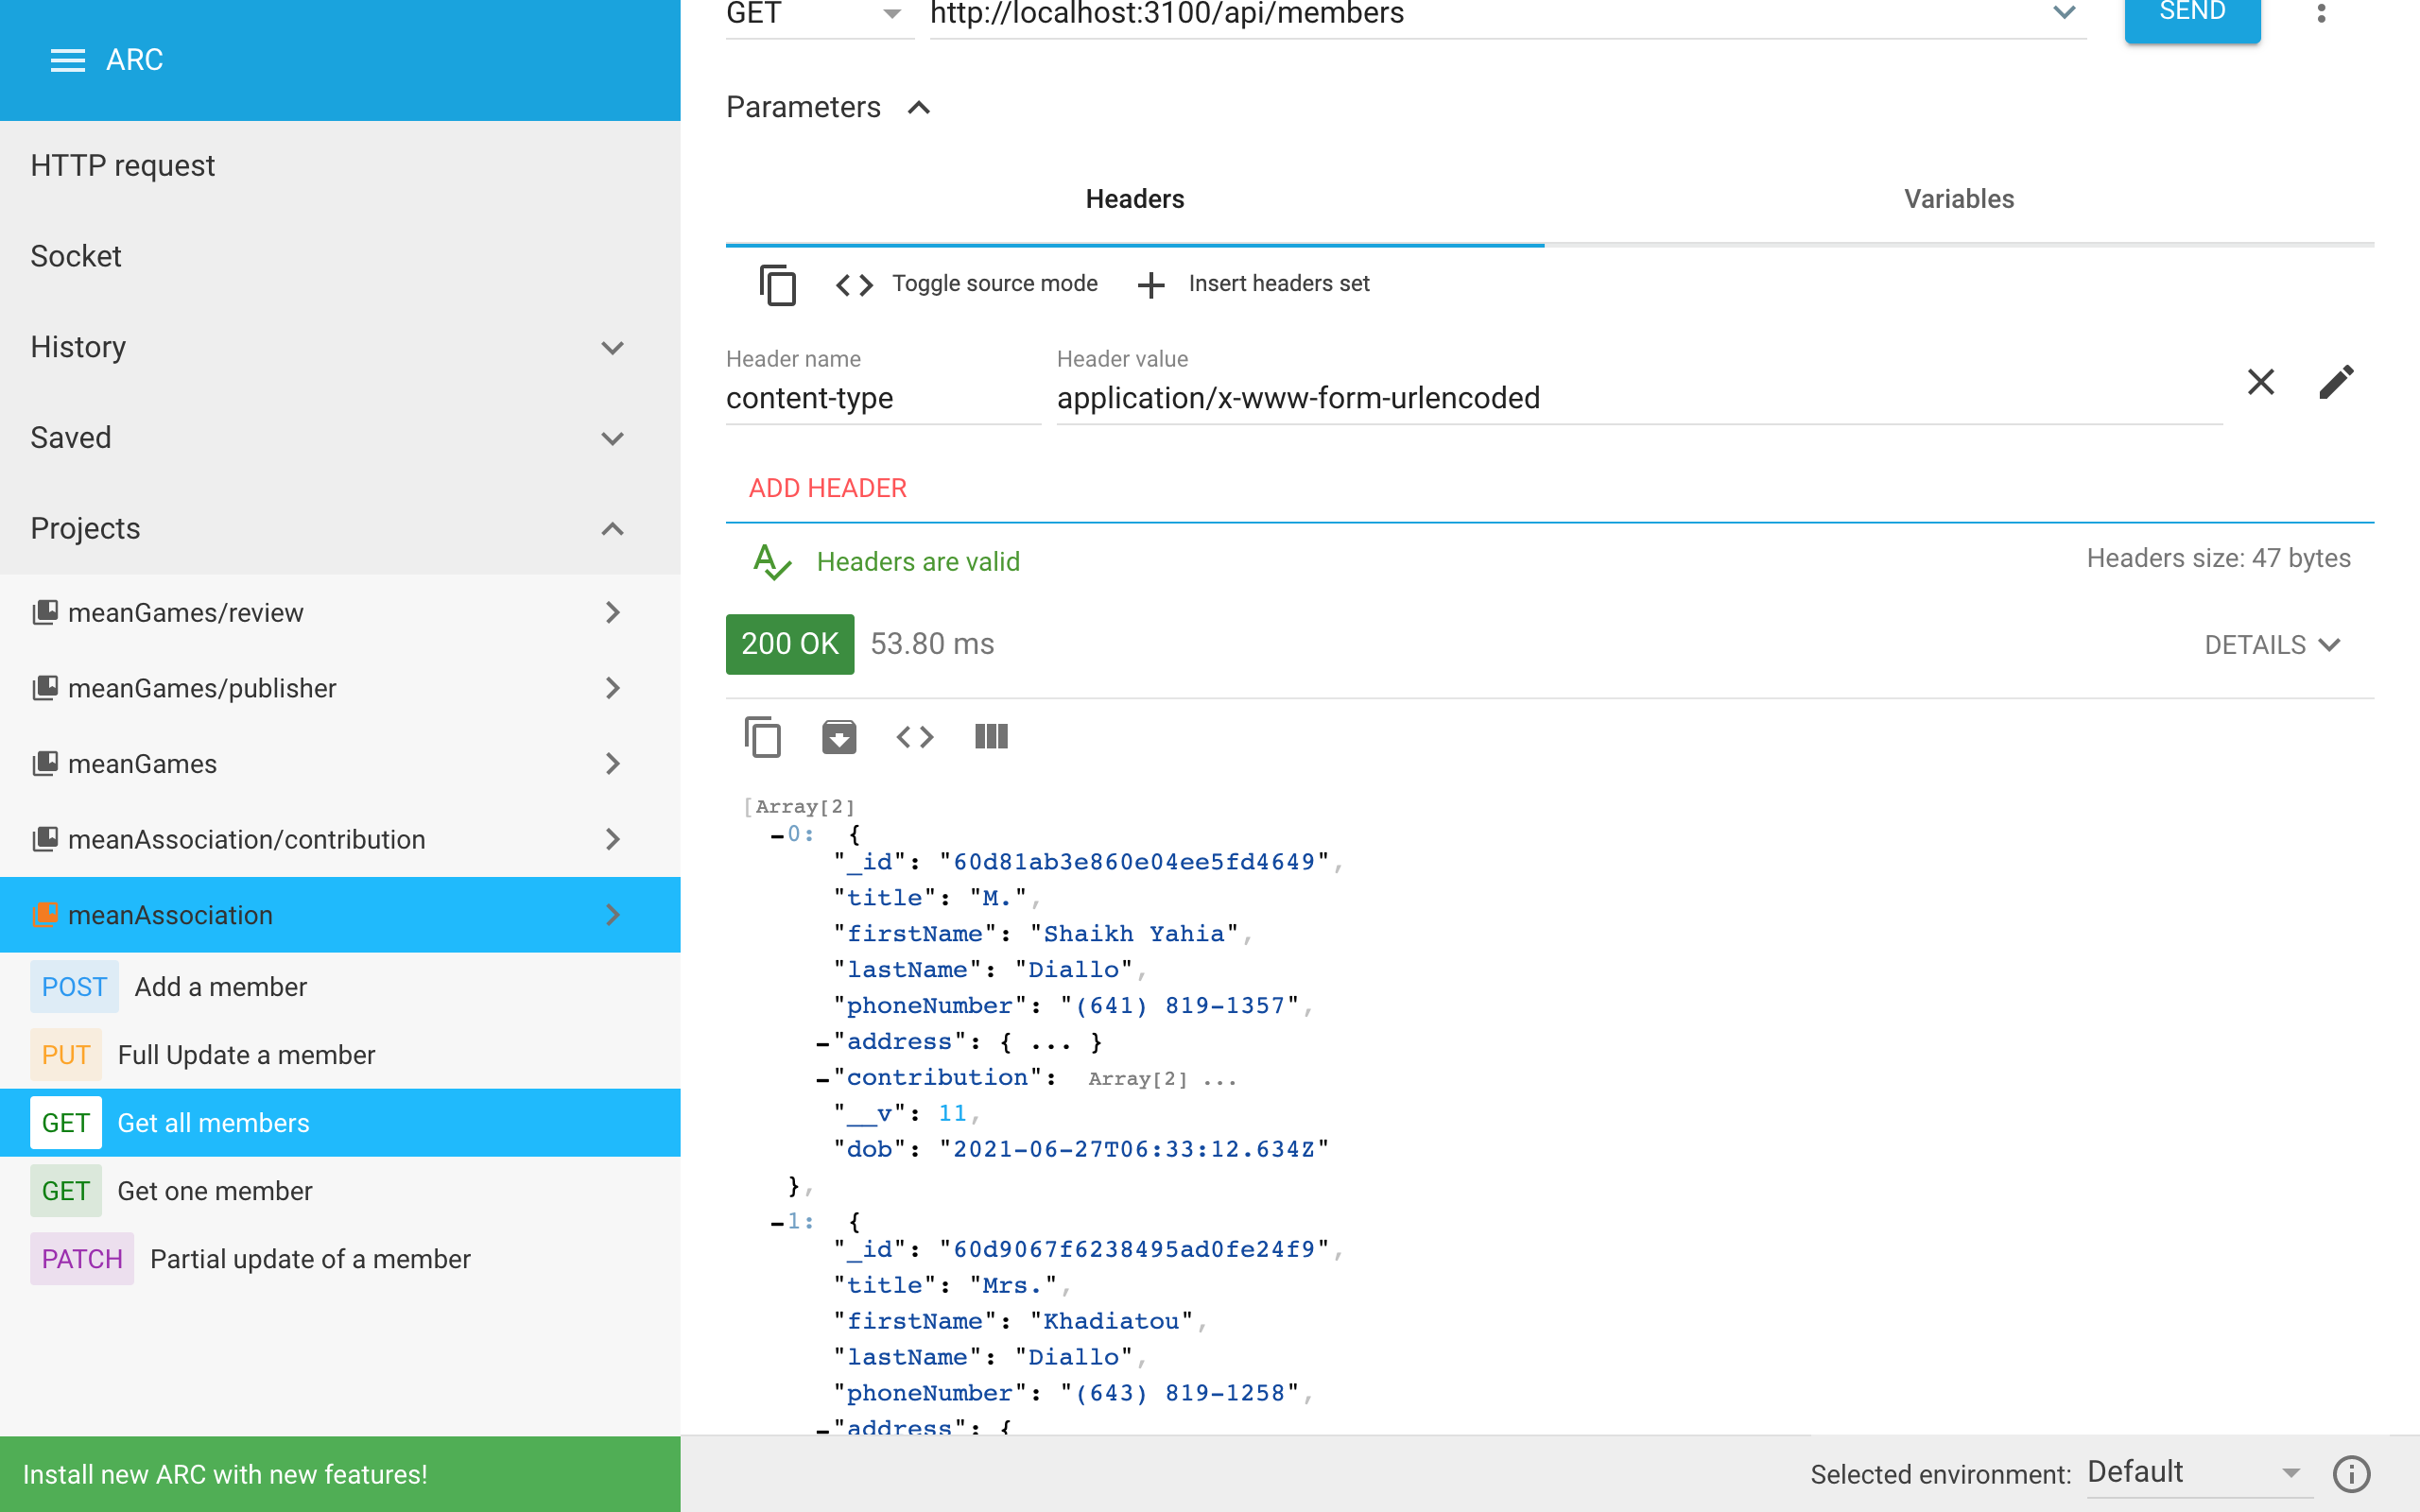 ARC
HTTP request
Socket
History
Saved
Projects
meanGames/review
meanGames/publisher
meanGames
meanAssociation/contribution
meanAssociation
POST Add a member
PUT Full Update a member
GET Get all members
GET Get one member
PATCH Partial update of a member
Install new ARC with new features!
GET http://localhost:3100/api/members SEND
Parameters
Headers Variables
Toggle source mode Insert headers set
Header name Header value
content-type application/x-www-form-urlencoded
ADD HEADER
Headers are valid Headers size: 47 bytes
200 OK 53.80 ms DETAILS
[Array[2]
-0: {
"_id": "60d81ab3e860e04ee5fd4649",
"title": "M.",
"firstName": "Shaikh Yahia",
"lastName": "Diallo",
"phoneNumber": "(641) 819-1357",
-"address": { ... }
-"contribution": Array[2] ...
"__v": 11,
"dob": "2021-06-27T06:33:12.634Z"
},
-1: {
"_id": "60d9067f6238495ad0fe24f9",
"title": "Mrs.",
"firstName": "Khadiatou",
"lastName": "Diallo",
"phoneNumber": "(643) 819-1258",
-"address": {
Selected environment: Default